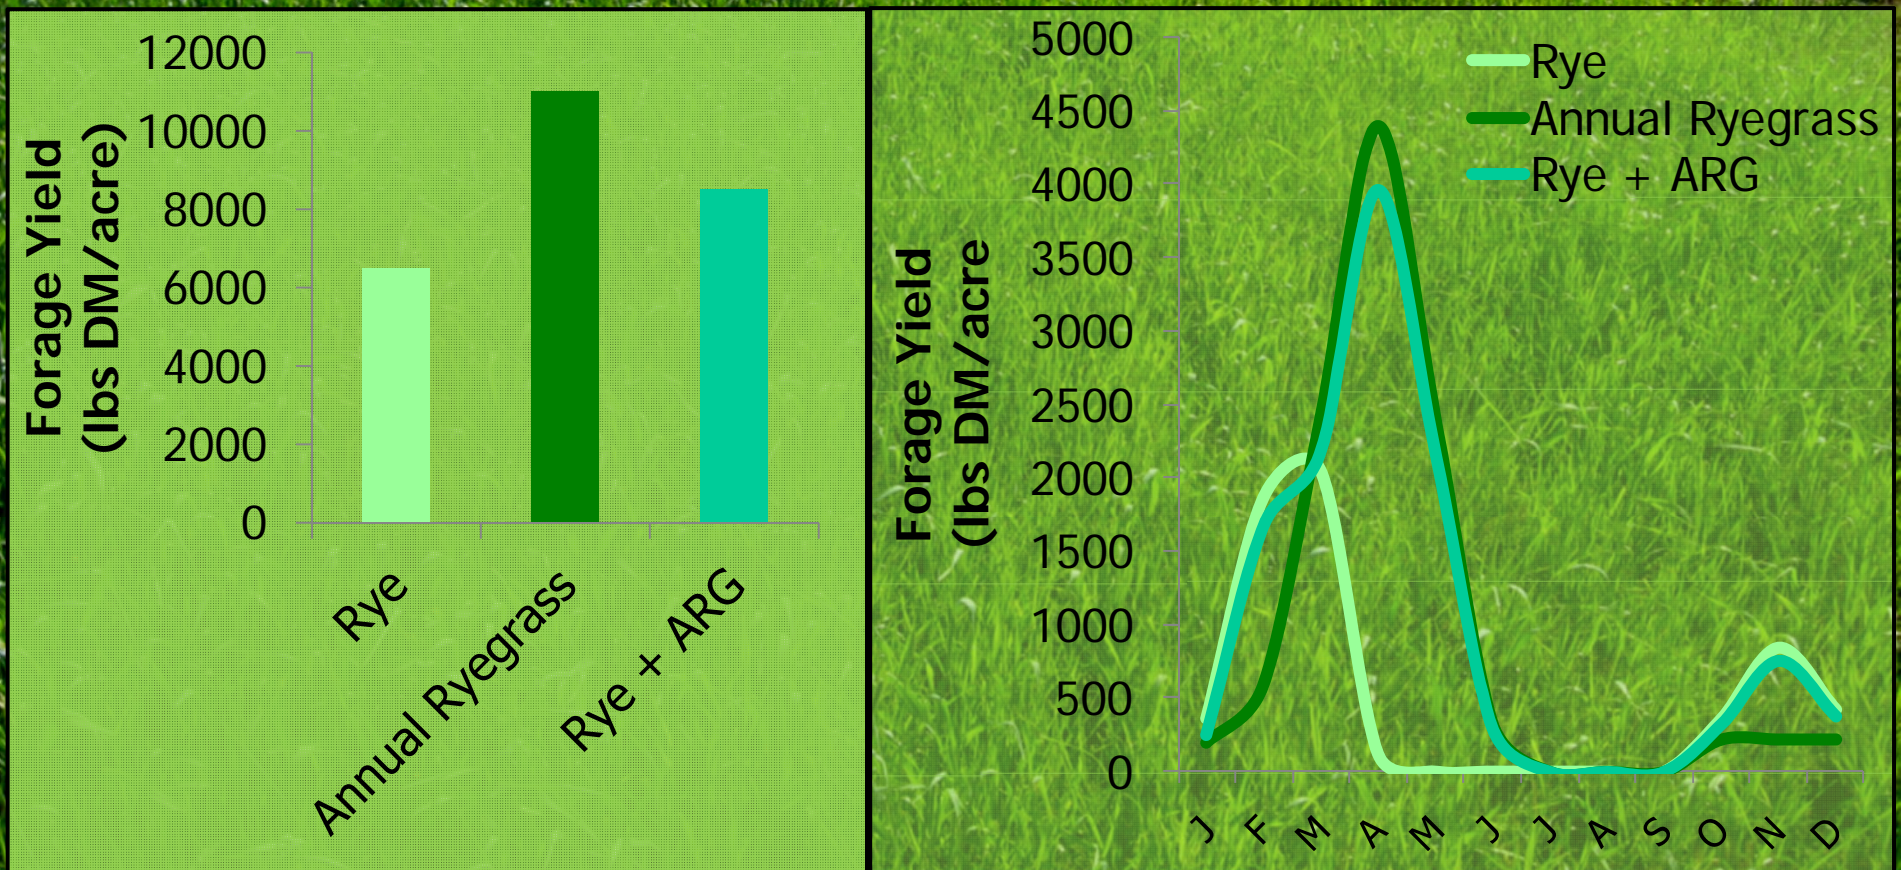 Forage Yield
(lbs DM/acre)
12000
10000
8000
6000
4000
2000
0
Rye
Annual Ryegrass
Rye + ARG
Forage Yield
(lbs DM/acre
5000
4500
4000
3500
3000
2500
2000
1500
1000
500
0
Rye
Annual Ryegrass
Rye + ARG
J F M A M J J A S O N D